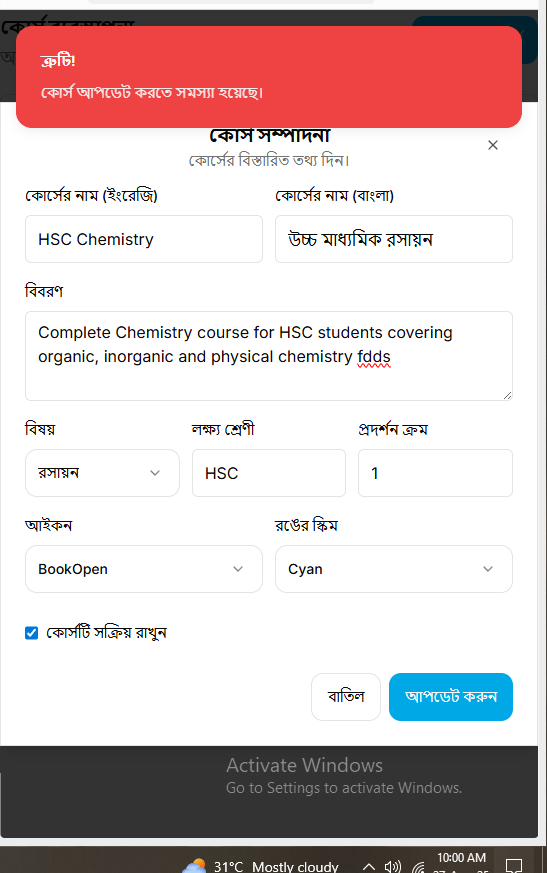 ত্রুটি!
কোর্স আপডেট করতে সমস্যা হয়েছে।
কোর্স সম্পাদনা
কোর্সের বিস্তারিত তথ্য দিন।
কোর্সের নাম (ইংরেজি) কোর্সের নাম (বাংলা)
HSC Chemistry উচ্চ মাধ্যমিক রসায়ন
বিবরণ
Complete Chemistry course for HSC students covering
organic, inorganic and physical chemistry fdds
বিষয় লক্ষ্য শ্রেণী প্রদর্শন ক্রম
রসায়ন HSC 1
আইকন রঙের স্কিম
BookOpen Cyan
কোর্সটি সক্রিয় রাখুন
বাতিল আপডেট করুন
Activate Windows
Go to Settings to activate Windows.
10:00 AM
31°C Mostly cloudy